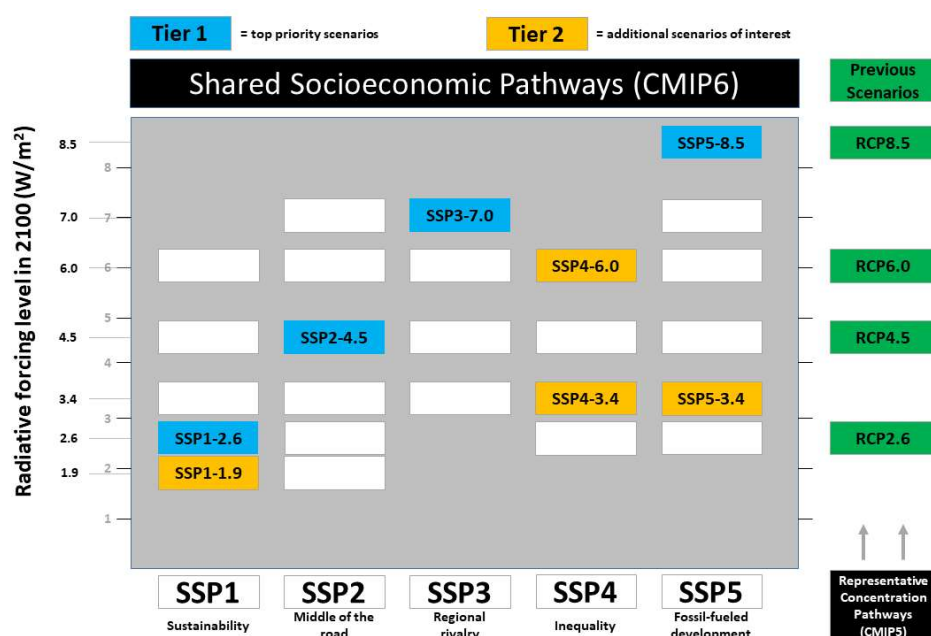 Tier 1 = top priority scenarios Tier 2 = additional scenarios of interest
Shared Socioeconomic Pathways (CMIP6)
Previous
Scenarios
Radiative forcing level in 2100 (W/m²)
8.5 SSP5-8.5 RCP8.5
8
7.0 7 SSP3-7.0
6.0 6 SSP4-6.0 RCP6.0
5
4.5 SSP2-4.5 RCP4.5
4
3.4 SSP4-3.4 SSP5-3.4
3
2.6 SSP1-2.6 RCP2.6
2
1.9 SSP1-1.9
1
SSP1 SSP2 SSP3 SSP4 SSP5
Sustainability
Middle of the
road
Regional
rivalry
Inequality
Fossil-fueled
development
Representative
Concentration
Pathways
(CMIP5)